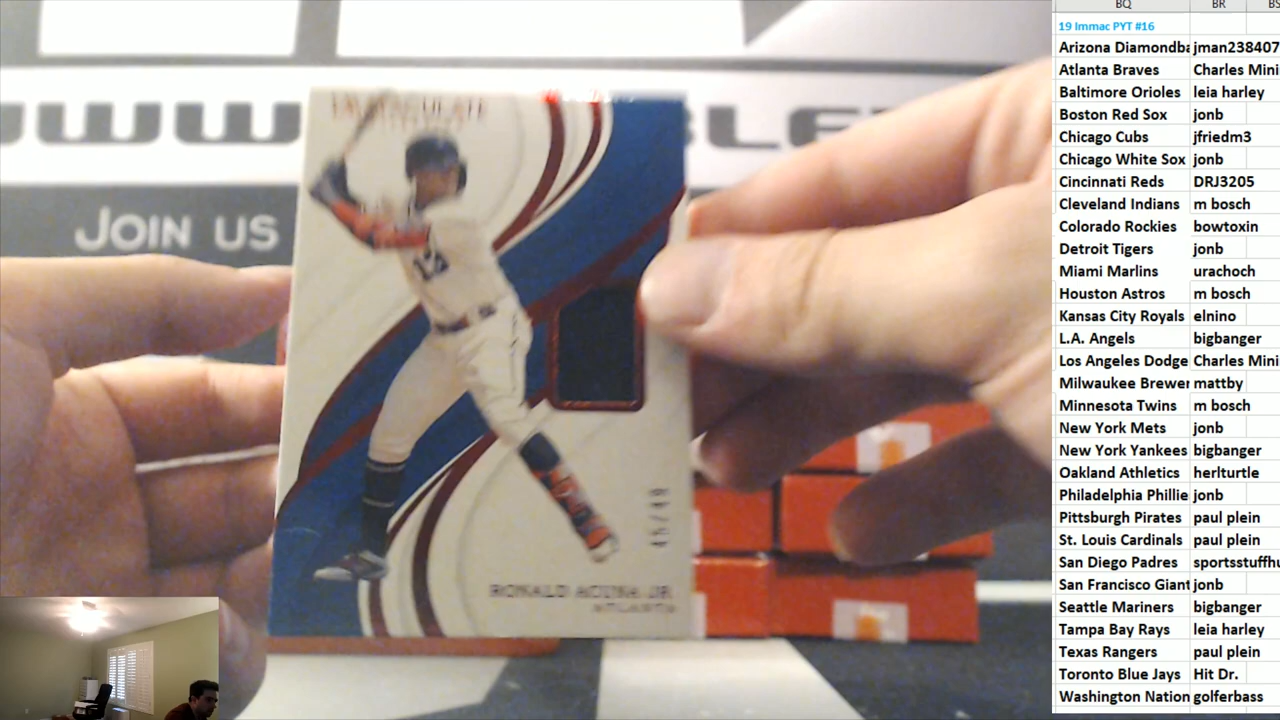 BQ BR BS
19 Immac PYT #16
Arizona Diamondba jman238407
Atlanta Braves Charles Mini
Baltimore Orioles leia harley
Boston Red Sox jonb
Chicago Cubs jfriedm3
Chicago White Sox jonb
Cincinnati Reds DRJ3205
Cleveland Indians m bosch
Colorado Rockies bowtoxin
Detroit Tigers jonb
Miami Marlins urachoch
Houston Astros m bosch
Kansas City Royals elnino
L.A. Angels bigbanger
Los Angeles Dodge Charles Mini
Milwaukee Brewer mattby
Minnesota Twins m bosch
New York Mets jonb
New York Yankees bigbanger
Oakland Athletics herlturtle
Philadelphia Phillie jonb
Pittsburgh Pirates paul plein
St. Louis Cardinals paul plein
San Diego Padres sportsstuffhu
San Francisco Giant jonb
Seattle Mariners bigbanger
Tampa Bay Rays leia harley
Texas Rangers paul plein
Toronto Blue Jays Hit Dr.
Washington Nation golferbass
WWW
JOIN US
IMMACULATE
13
RONALD ACUNA JR
ATLANTA